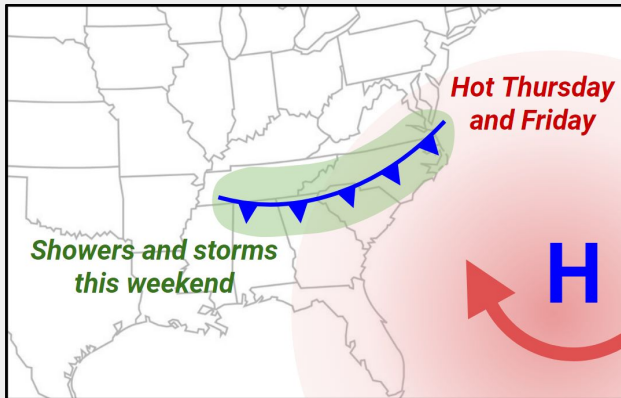 Hot Thursday
and Friday
Showers and storms
this weekend
H